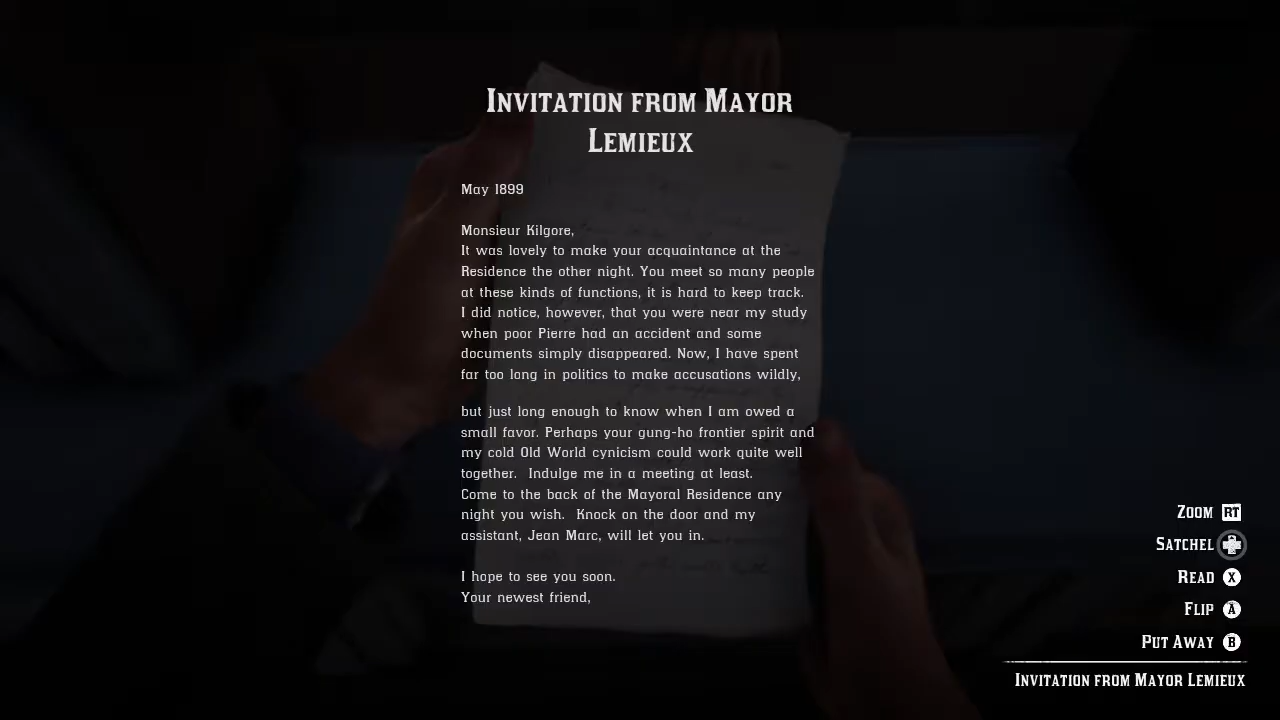 Invitation from Mayor
Lemieux
May 1899
Monsieur Kilgore,
It was lovely to make your acquaintance at the
Residence the other night. You meet so many people
at these kinds of functions, it is hard to keep track.
I did notice, however, that you were near my study
when poor Pierre had an accident and some
documents simply disappeared. Now, I have spent
far too long in politics to make accusations wildly,
but just long enough to know when I am owed a
small favor. Perhaps your gung-ho frontier spirit and
my cold Old World cynicism could work quite well
together.  Indulge me in a meeting at least.
Come to the back of the Mayoral Residence any
night you wish.  Knock on the door and my
assistant, Jean Marc, will let you in.
I hope to see you soon.
Your newest friend,
Zoom RT
Satchel
Read X
Flip A
Put Away B
Invitation from Mayor Lemieux